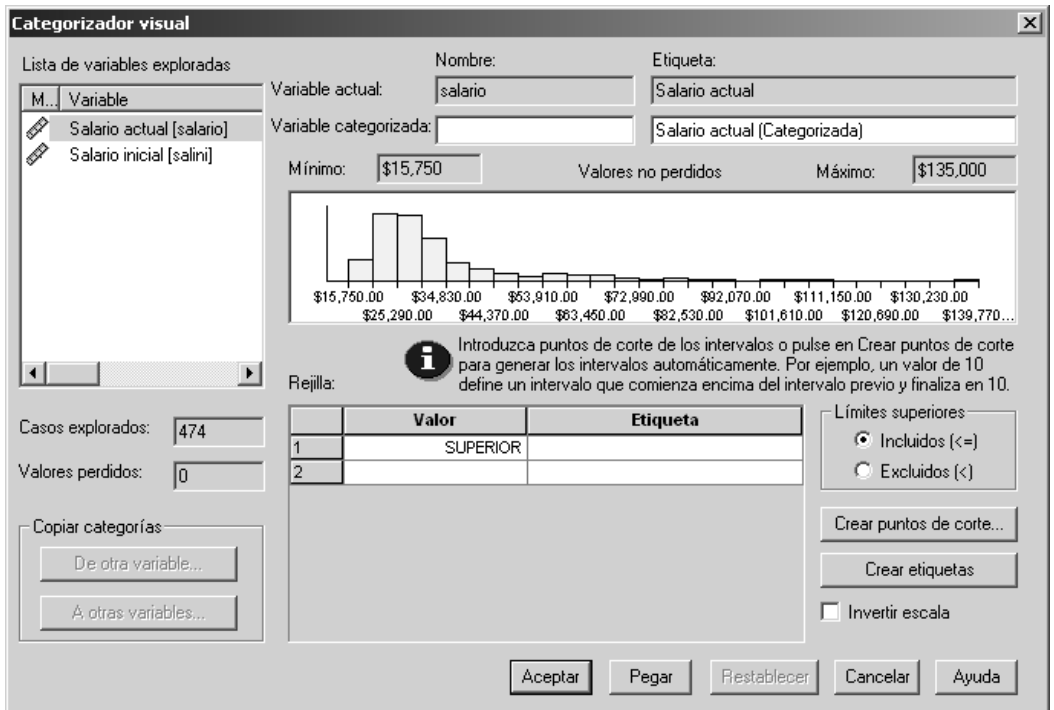 Categorizador visual
Lista de variables exploradas
M... Variable
Salario actual [salario]
Salario inicial [salini]
Casos explorados: 474
Valores perdidos: 0
Copiar categorías
De otra variable...
A otras variables...
Nombre: Etiqueta:
Variable actual: salario Salario actual
Variable categorizada: Salario actual (Categorizada)
Mínimo: $15,750 Valores no perdidos Máximo: $135,000
$15,750.00 $34,830.00 $53,910.00 $72,990.00 $92,070.00 $111,150.00 $130,230.00
$25,290.00 $44,370.00 $63,450.00 $82,530.00 $101,610.00 $120,690.00 $139,770...
Introduzca puntos de corte de los intervalos o pulse en Crear puntos de corte
para generar los intervalos automáticamente. Por ejemplo, un valor de 10
define un intervalo que comienza encima del intervalo previo y finaliza en 10.
Rejilla:
Valor Etiqueta
1 SUPERIOR
2
Límites superiores
Incluidos (<=)
Excluidos (<)
Crear puntos de corte...
Crear etiquetas
Invertir escala
Aceptar Pegar Restablecer Cancelar Ayuda